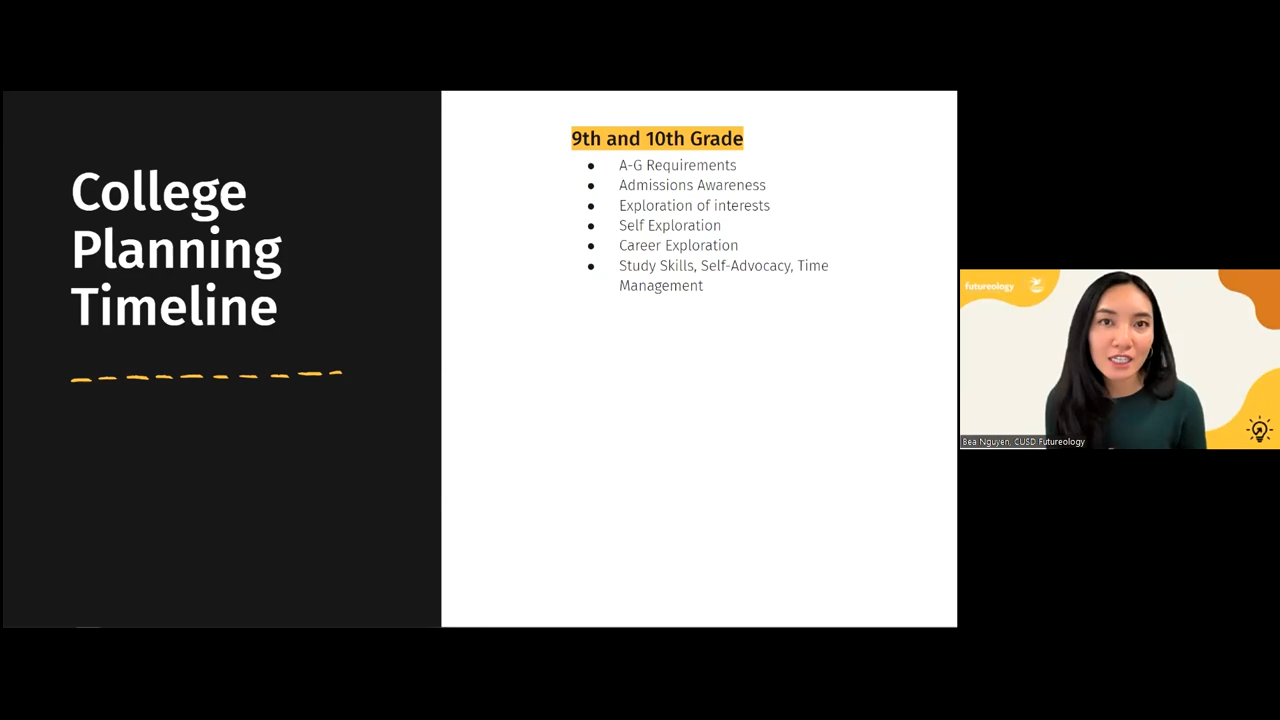 College
Planning
Timeline
9th and 10th Grade
● A-G Requirements
● Admissions Awareness
● Exploration of interests
● Self Exploration
● Career Exploration
● Study Skills, Self-Advocacy, Time
Management
futureology
Bea Nguyen, CUSD Futureology